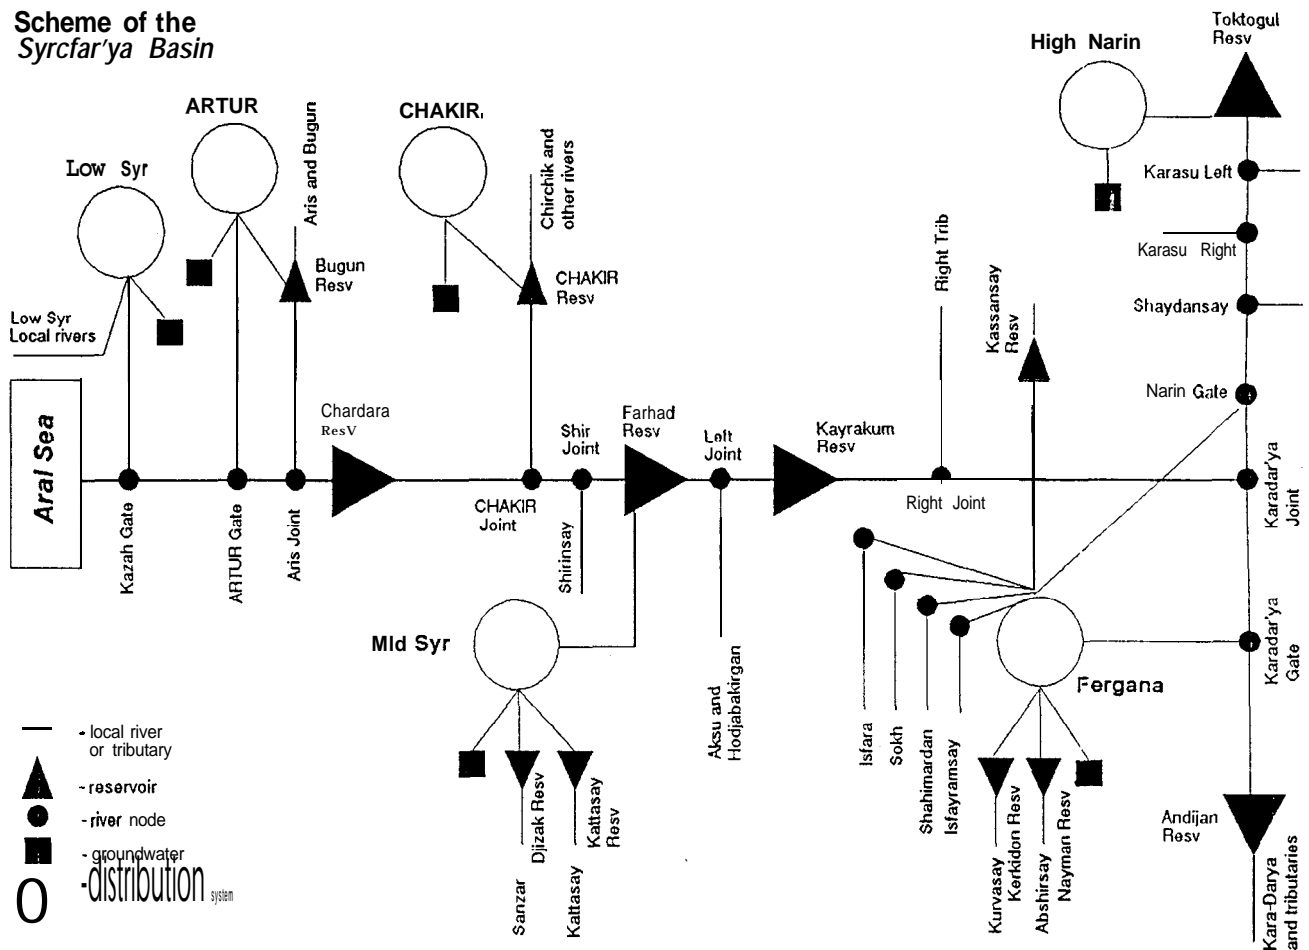 Scheme of the
Syrcfar'ya Basin
Low Syr
ARTUR
Aris and Bugun
CHAKIR.
Chirchik and
other rivers
High Narin
Toktogul
Resv
Karasu Left
Karasu Right
Shaydansay
Narin Gate
Low Syr
Local rivers
Bugun
Resv
CHAKIR
Resv
Right Trib
Kassansay
Resv
Aral Sea
Chardara
ResV
Shir
Joint
Farhad
Resv
Left
Joint
Kayrakum
Resv
Right Joint
Karadar'ya
Joint
Kazah Gate
ARTUR Gate
Aris Joint
CHAKIR
Joint
Shirinsay
Mld Syr
Aksu and
Hodjabakirgan
Isfara
Sokh
Shahimardan
Isfayramsay
Fergana
Karadar'ya
Gate
Sanzar
Djizak Resv
Kattasay
Kattasay
Resv
Kurvasay
Kerkidon Resv
Abshirsay
Nayman Resv
Andijan
Resv
Kara-Darya
and tributaries
- local river
or tributary
-reservoir
-river node
- groundwater
0 -distribution system